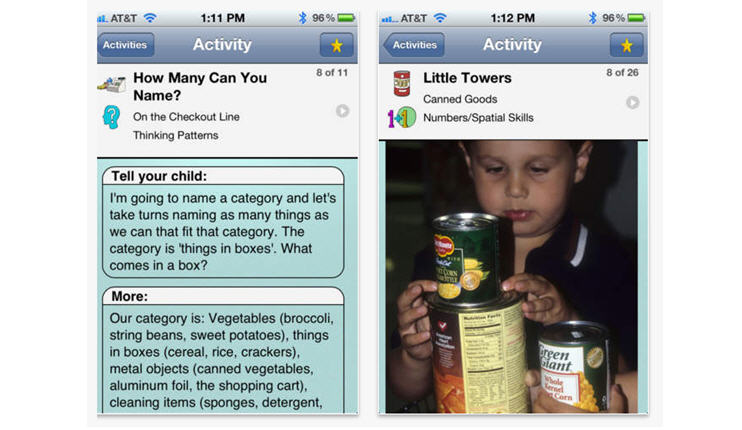 AT&T 1:11 PM 96%
Activities Activity
How Many Can You
Name?
8 of 11
On the Checkout Line
Thinking Patterns
Tell your child:
I'm going to name a category and let's
take turns naming as many things as
we can that fit that category. The
category is 'things in boxes'. What
comes in a box?
More:
Our category is: Vegetables (broccoli,
string beans, sweet potatoes), things
in boxes (cereal, rice, crackers),
metal objects (canned vegetables,
aluminum foil, the shopping cart),
cleaning items (sponges, detergent,
AT&T 1:12 PM 96%
Activities Activity
Little Towers
8 of 26
Canned Goods
1+1
Numbers/Spatial Skills
Del Monte
Nutrition Facts
American
Heart
Association
Green
Giant
Whole
Kernel
Corn